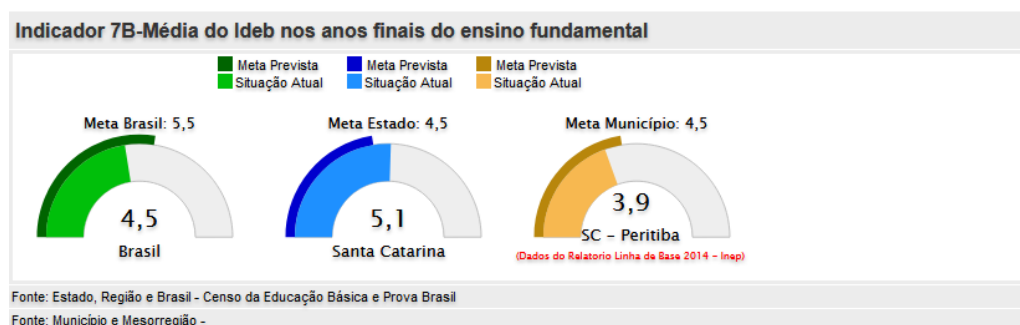 Indicador 7B-Média do Ideb nos anos finais do ensino fundamental
Meta Prevista Meta Prevista Meta Prevista
Situação Atual Situação Atual Situação Atual
Meta Brasil: 5,5 Meta Estado: 4,5 Meta Município: 4,5
4,5 5,1 3,9
Brasil Santa Catarina SC - Peritiba
(Dados do Relatorio Linha de Base 2014 - Inep)
Fonte: Estado, Região e Brasil - Censo da Educação Básica e Prova Brasil
Fonte: Município e Mesorregião -